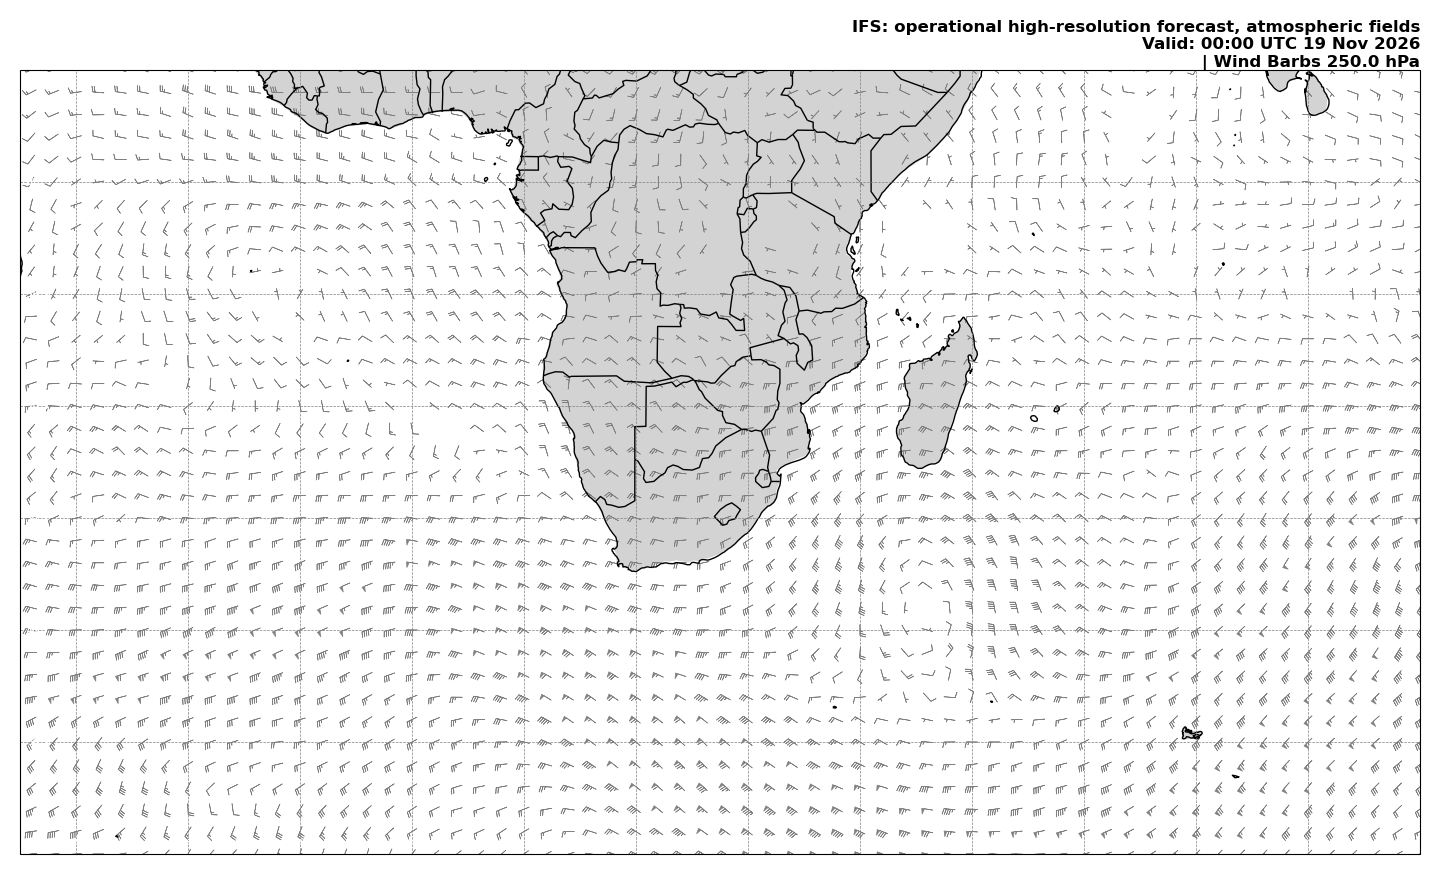 IFS: operational high-resolution forecast, atmospheric fields
Valid: 00:00 UTC 19 Nov 2026
| Wind Barbs 250.0 hPa